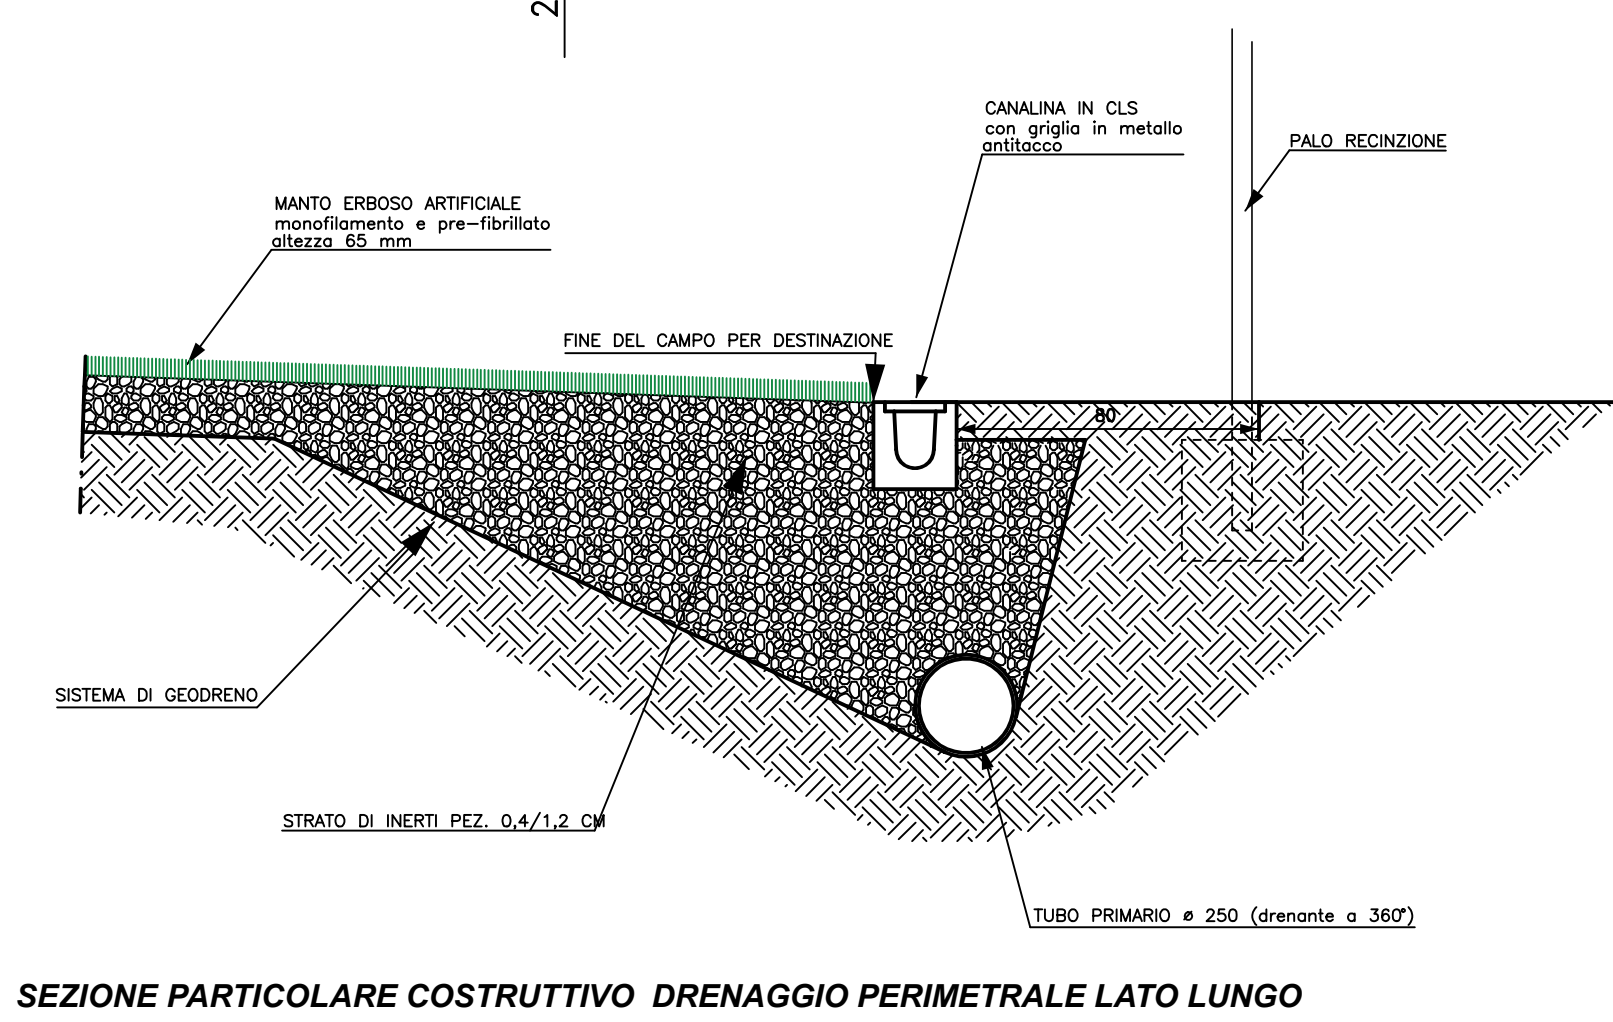 2
CANALINA IN CLS
con griglia in metallo
antitacco
PALO RECINZIONE
MANTO ERBOSO ARTIFICIALE
monofilamento e pre-fibrillato
altezza 65 mm
FINE DEL CAMPO PER DESTINAZIONE
80
SISTEMA DI GEODRENO
STRATO DI INERTI PEZ. 0,4/1,2 CM
TUBO PRIMARIO ø 250 (drenante a 360°)
SEZIONE PARTICOLARE COSTRUTTIVO DRENAGGIO PERIMETRALE LATO LUNGO